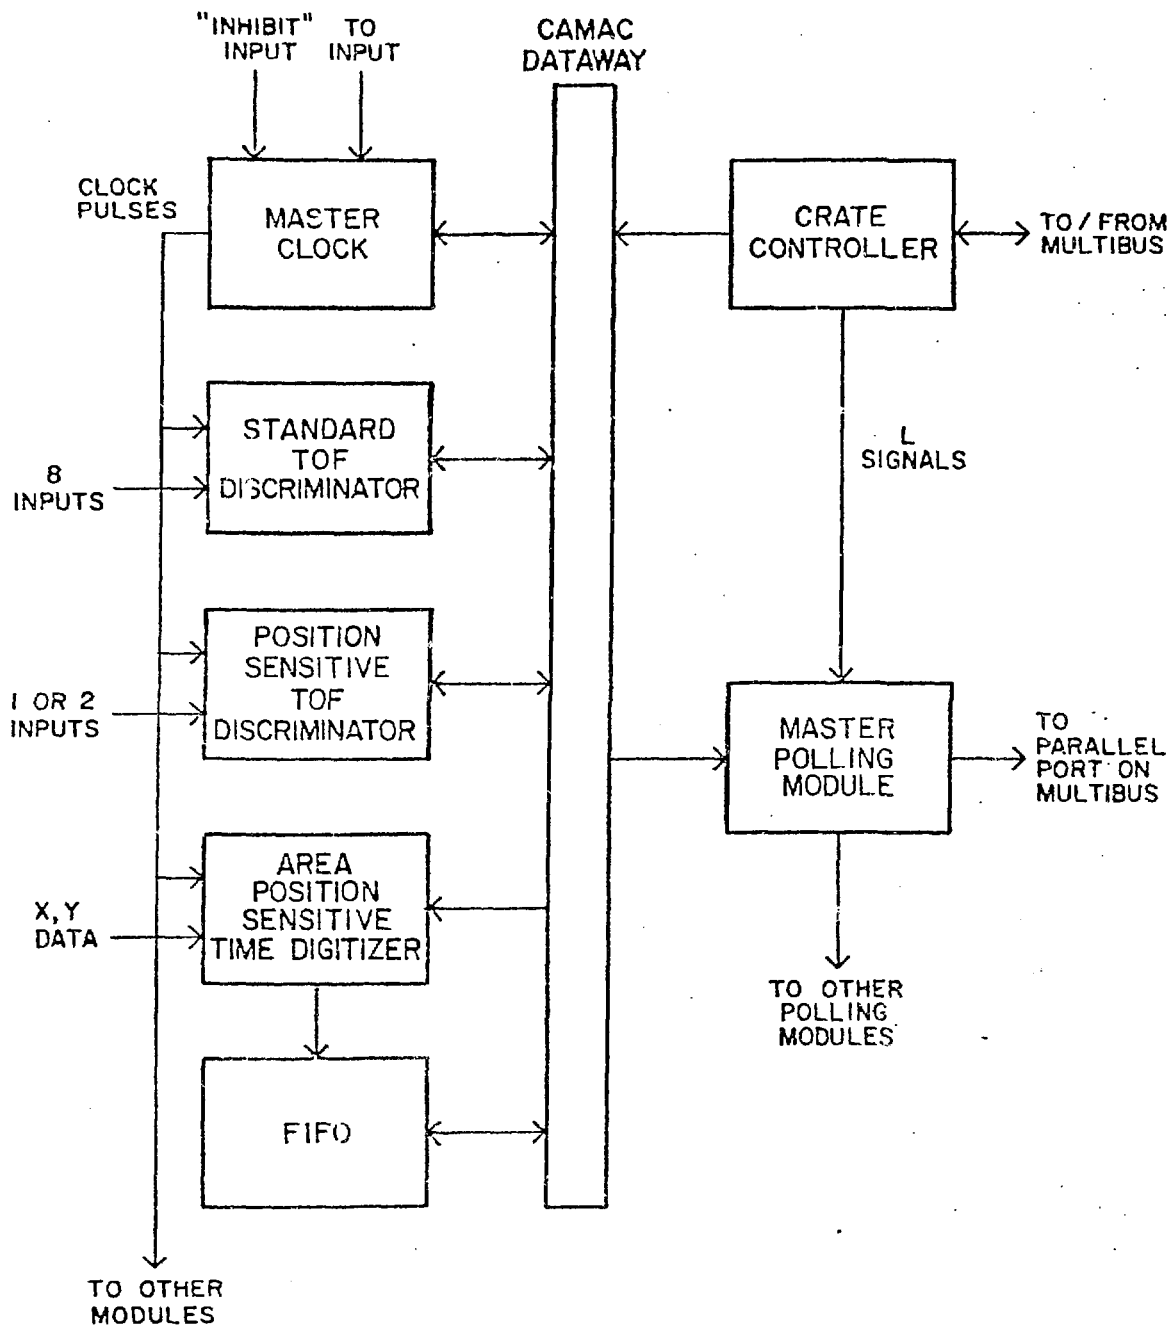 "INHIBIT"
INPUT
TO
INPUT
CAMAC
DATAWAY
CLOCK
PULSES
MASTER
CLOCK
CRATE
CONTROLLER
TO / FROM
MULTIBUS
STANDARD
TOF
DISCRIMINATOR
8
INPUTS
L
SIGNALS
POSITION
SENSITIVE
TOF
DISCRIMINATOR
1 OR 2
INPUTS
MASTER
POLLING
MODULE
TO
PARALLEL
PORT ON
MULTIBUS
AREA
POSITION
SENSITIVE
TIME DIGITIZER
X,Y
DATA
TO OTHER
POLLING
MODULES
FIFO
TO OTHER
MODULES